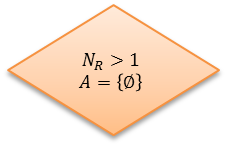 N_R > 1
A = {∅}